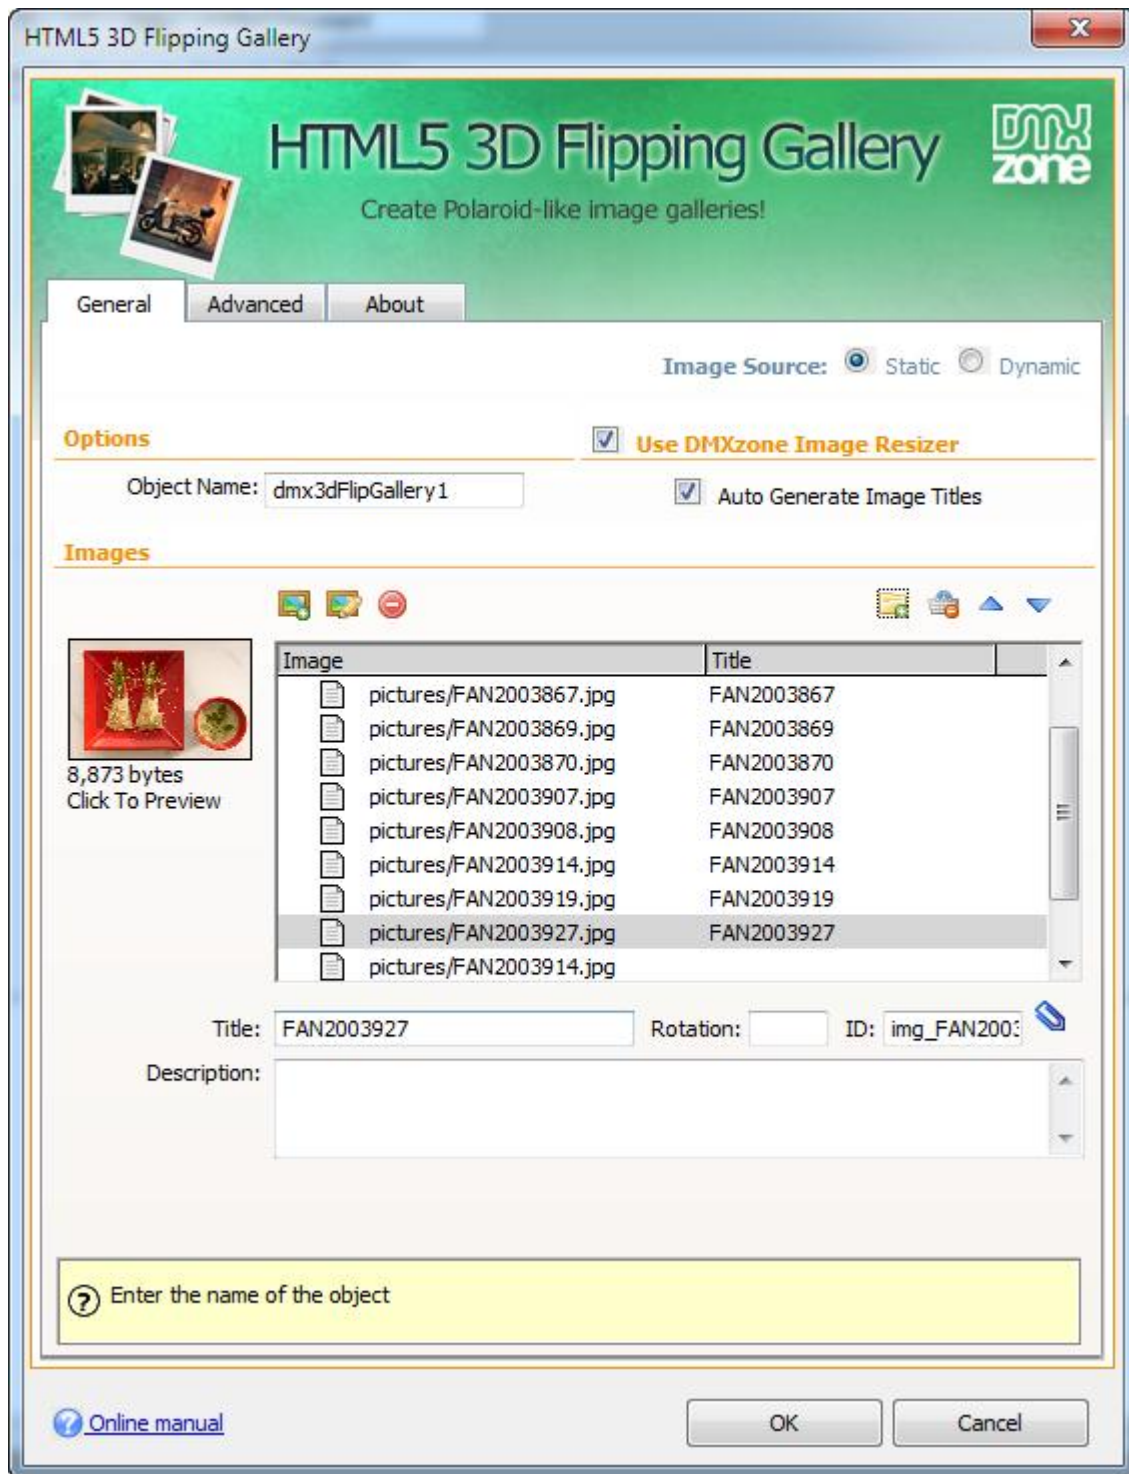 HTML5 3D Flipping Gallery
HTML5 3D Flipping Gallery
DMX
zone
Create Polaroid-like image galleries!
General Advanced About
Image Source: Static Dynamic
Options
Use DMXzone Image Resizer
Object Name: dmx3dFlipGallery1
Auto Generate Image Titles
Images
Image Title
pictures/FAN2003867.jpg FAN2003867
pictures/FAN2003869.jpg FAN2003869
pictures/FAN2003870.jpg FAN2003870
pictures/FAN2003907.jpg FAN2003907
pictures/FAN2003908.jpg FAN2003908
pictures/FAN2003914.jpg FAN2003914
pictures/FAN2003919.jpg FAN2003919
pictures/FAN2003927.jpg FAN2003927
pictures/FAN2003914.jpg
8,873 bytes
Click To Preview
Title: FAN2003927 Rotation: ID: img_FAN2003
Description:
? Enter the name of the object
? Online manual
OK Cancel